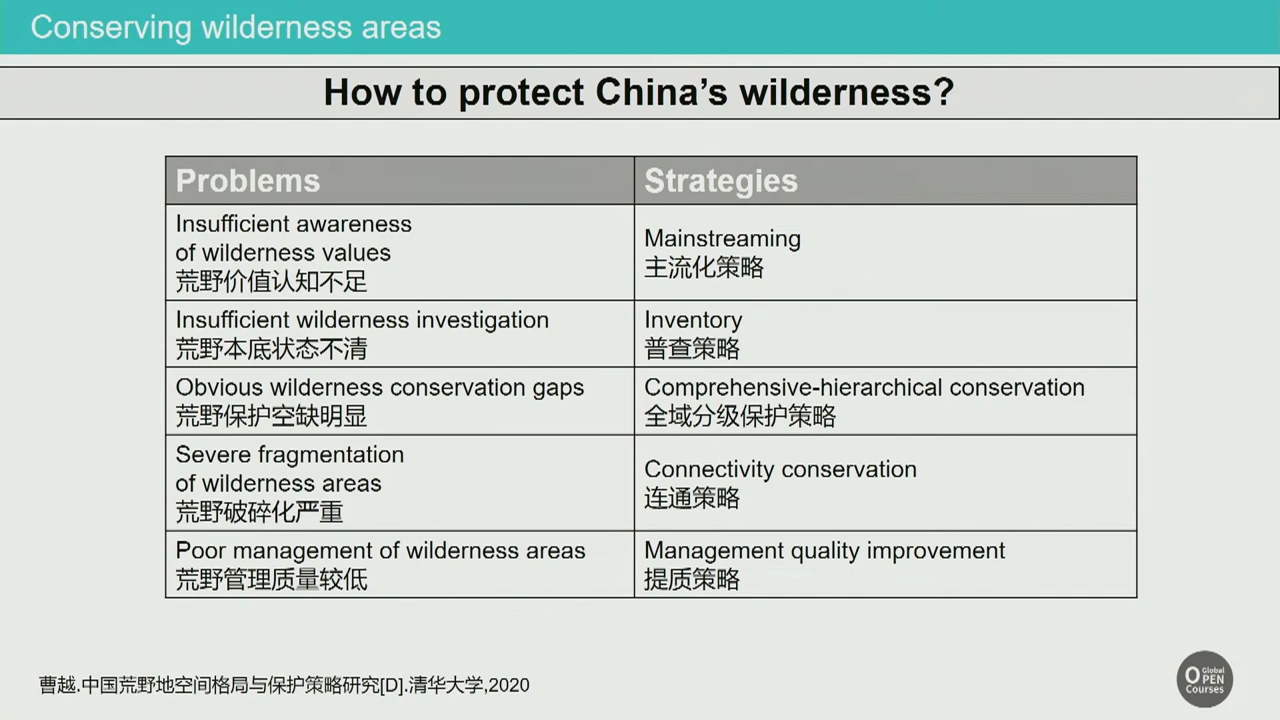 Conserving wilderness areas
How to protect China's wilderness?
Problems
Strategies
Insufficient awareness
of wilderness values
荒野价值认知不足
Mainstreaming
主流化策略
Insufficient wilderness investigation
荒野本底状态不清
Inventory
普查策略
Obvious wilderness conservation gaps
荒野保护空缺明显
Comprehensive-hierarchical conservation
全域分级保护策略
Severe fragmentation
of wilderness areas
荒野破碎化严重
Connectivity conservation
连通策略
Poor management of wilderness areas
荒野管理质量较低
Management quality improvement
提质策略
曹越.中国荒野地空间格局与保护策略研究[D].清华大学,2020
Global
OPEN
Courses